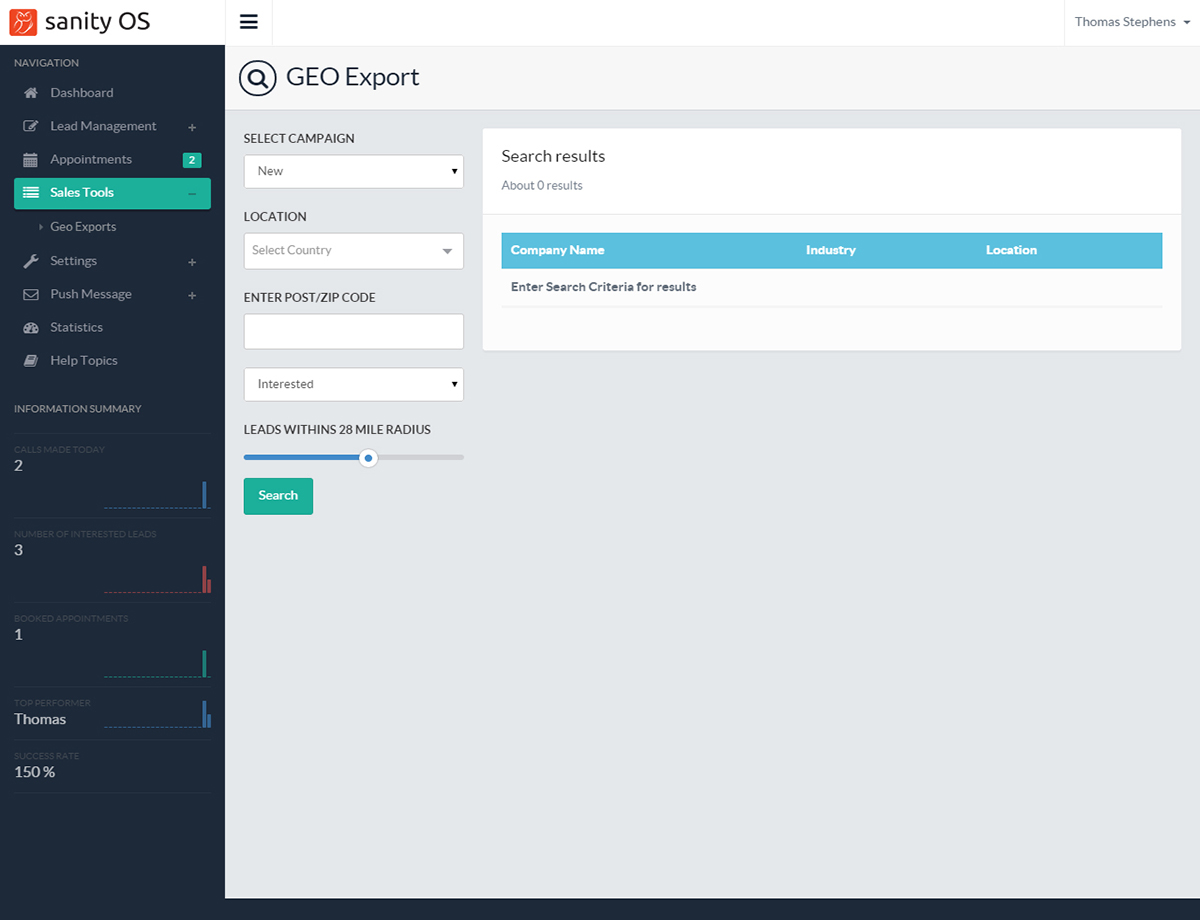 sanity OS
Thomas Stephens
NAVIGATION
Dashboard
Lead Management +
Appointments 2
Sales Tools –
Geo Exports
Settings +
Push Message +
Statistics
Help Topics
INFORMATION SUMMARY
CALLS MADE TODAY
2
NUMBER OF INTERESTED LEADS
3
BOOKED APPOINTMENTS
1
TOP PERFORMER
Thomas
SUCCESS RATE
150 %
GEO Export
SELECT CAMPAIGN
New
LOCATION
Select Country
ENTER POST/ZIP CODE
Interested
LEADS WITHINS 28 MILE RADIUS
Search
Search results
About 0 results
Company Name Industry Location
Enter Search Criteria for results